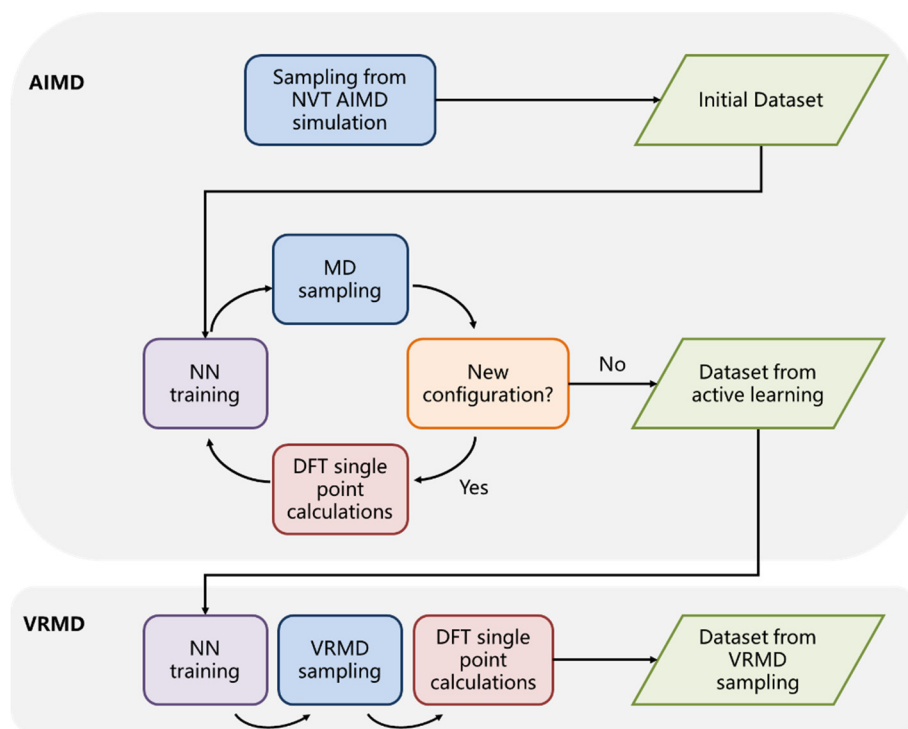 AIMD
Sampling from
NVT AIMD
simulation
Initial Dataset
MD
sampling
NN
training
New
configuration?
No
Dataset from
active learning
DFT single
point
calculations
Yes
VRMD
NN
training
VRMD
sampling
DFT single
point
calculations
Dataset from
VRMD
sampling